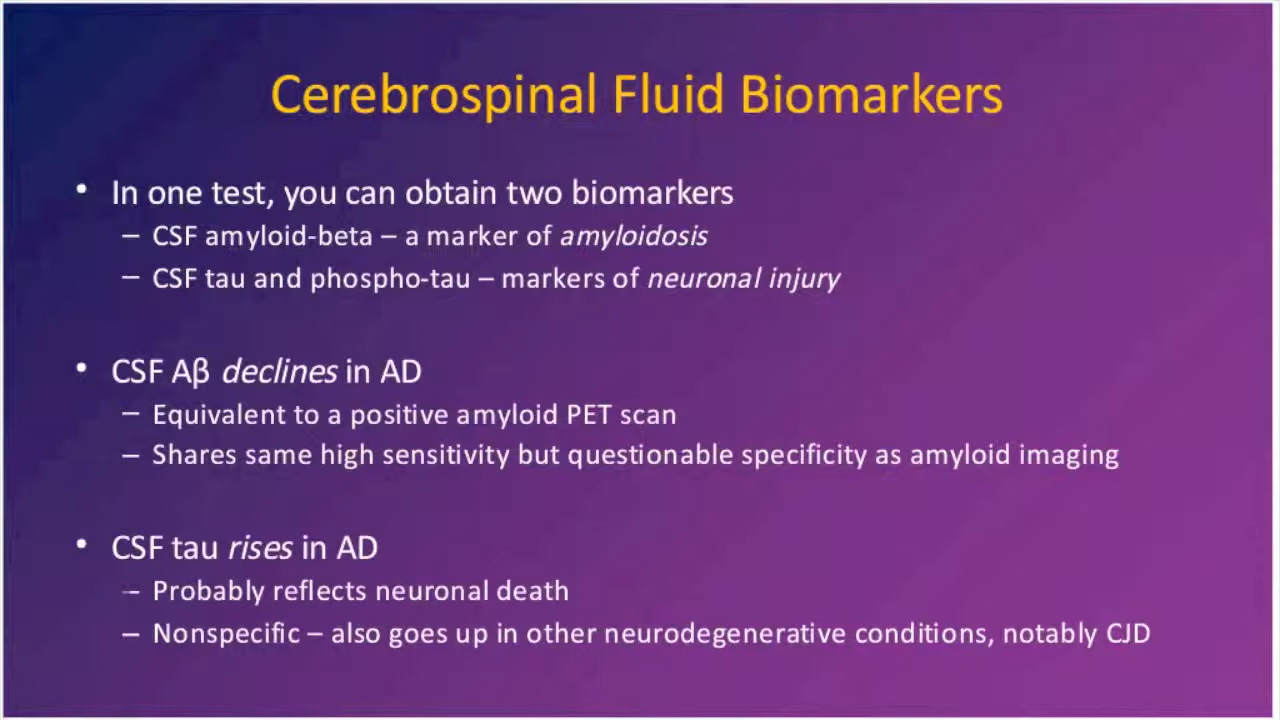 Cerebrospinal Fluid Biomarkers
• In one test, you can obtain two biomarkers
– CSF amyloid-beta – a marker of amyloidosis
– CSF tau and phospho-tau – markers of neuronal injury
• CSF Aβ declines in AD
– Equivalent to a positive amyloid PET scan
– Shares same high sensitivity but questionable specificity as amyloid imaging
• CSF tau rises in AD
– Probably reflects neuronal death
– Nonspecific – also goes up in other neurodegenerative conditions, notably CJD